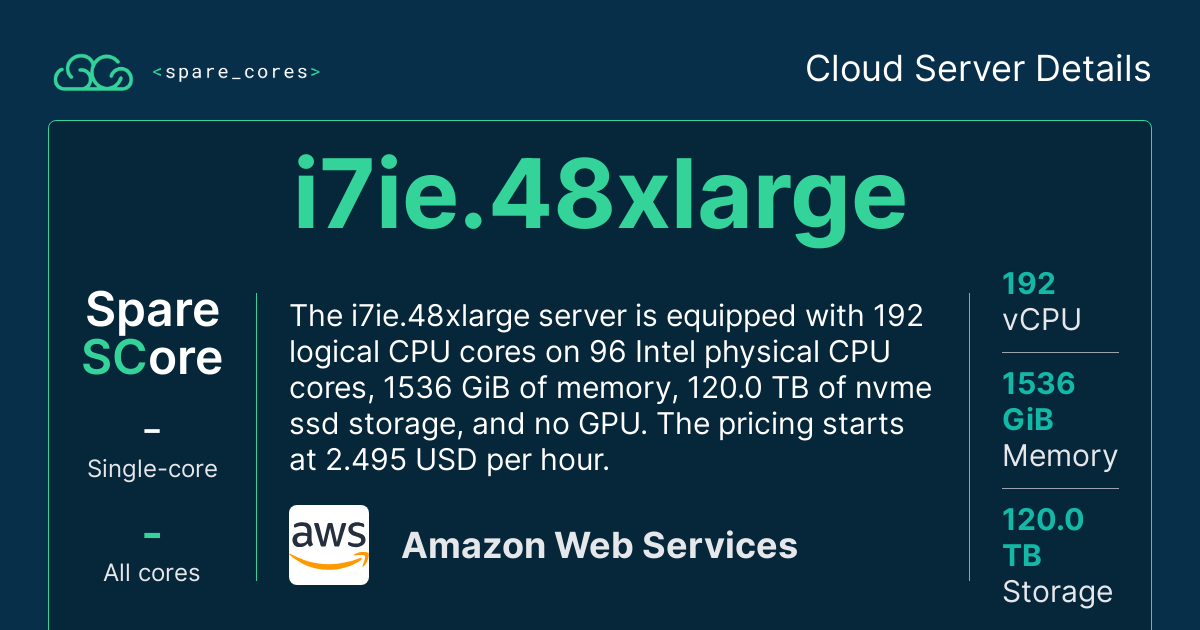 <spare_cores>
Cloud Server Details
i7ie.48xlarge
Spare
SCore
-
Single-core
-
All cores
The i7ie.48xlarge server is equipped with 192
logical CPU cores on 96 Intel physical CPU
cores, 1536 GiB of memory, 120.0 TB of nvme
ssd storage, and no GPU. The pricing starts
at 2.495 USD per hour.
aws
Amazon Web Services
192
vCPU
1536
GiB
Memory
120.0
TB
Storage